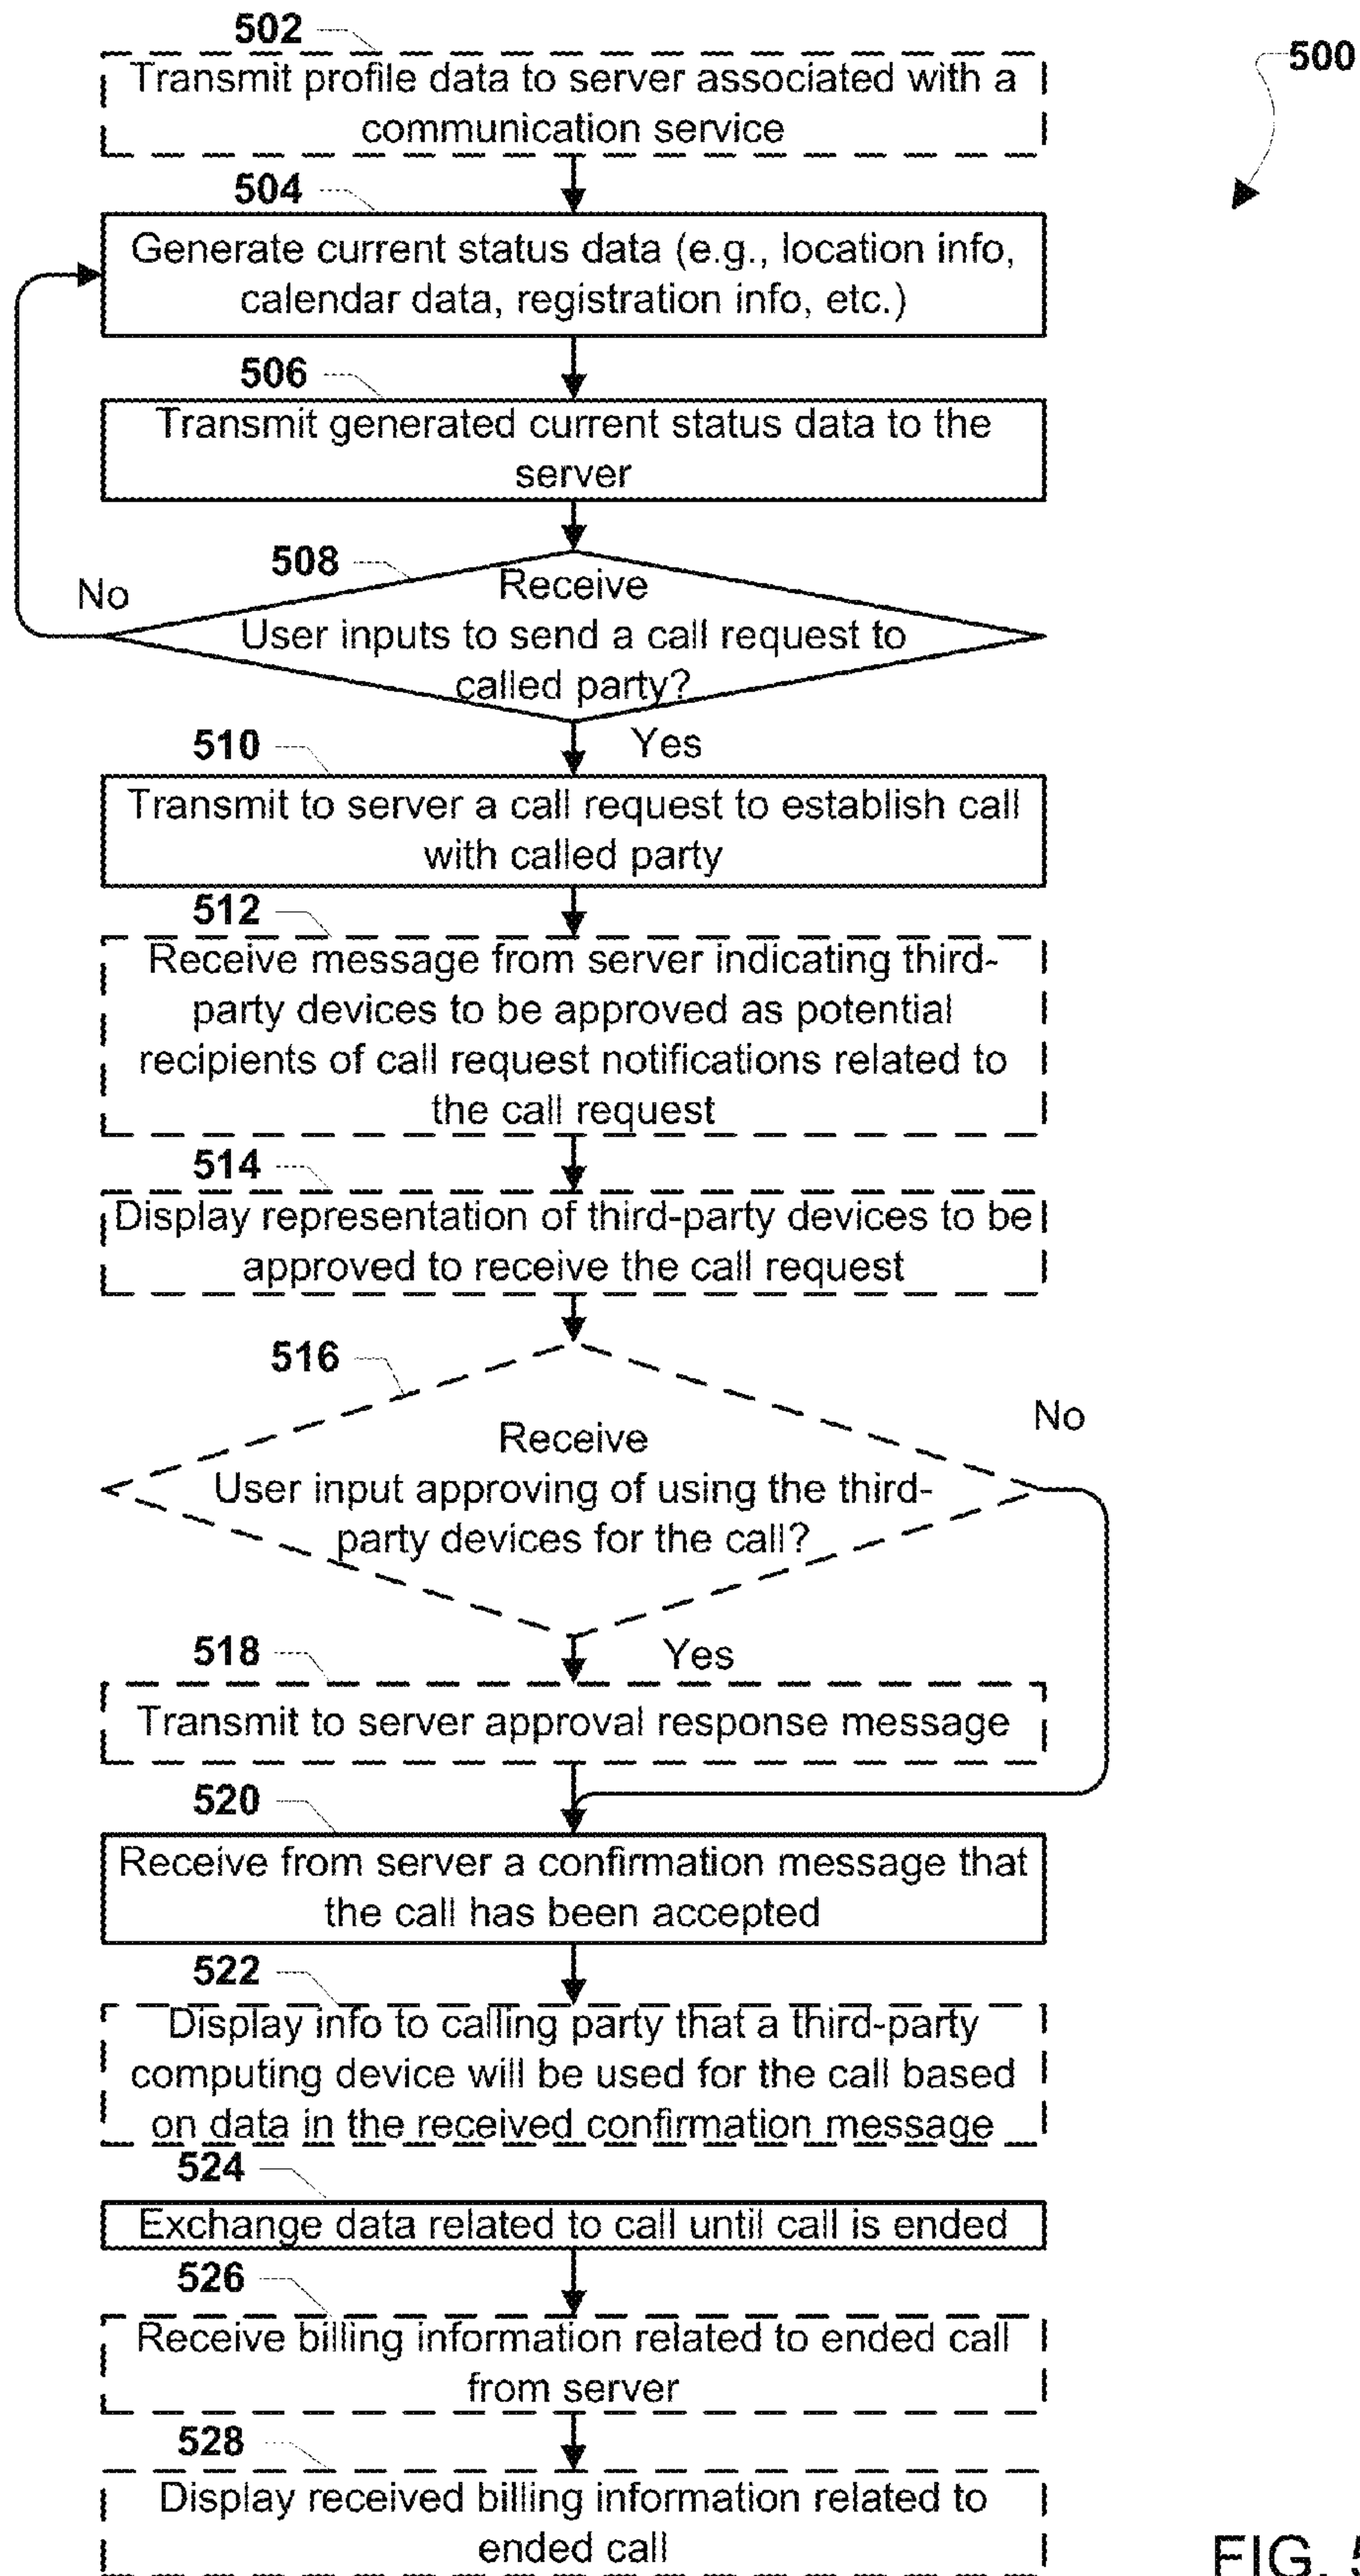 502
500
Transmit profile data to server associated with a
communication service
504
Generate current status data (e.g., location info,
calendar data, registration info, etc.)
506
Transmit generated current status data to the
server
508
No
Receive
User inputs to send a call request to
called party?
510
Yes
Transmit to server a call request to establish call
with called party
512
Receive message from server indicating third-
party devices to be approved as potential
recipients of call request notifications related to
the call request
514
Display representation of third-party devices to be
approved to receive the call request
516
No
Receive
User input approving of using the third-
party devices for the call?
518
Yes
Transmit to server approval response message
520
Receive from server a confirmation message that
the call has been accepted
522
Display info to calling party that a third-party
computing device will be used for the call based
on data in the received confirmation message
524
Exchange data related to call until call is ended
526
Receive billing information related to ended call
from server
528
Display received billing information related to
ended call
FIG. 5